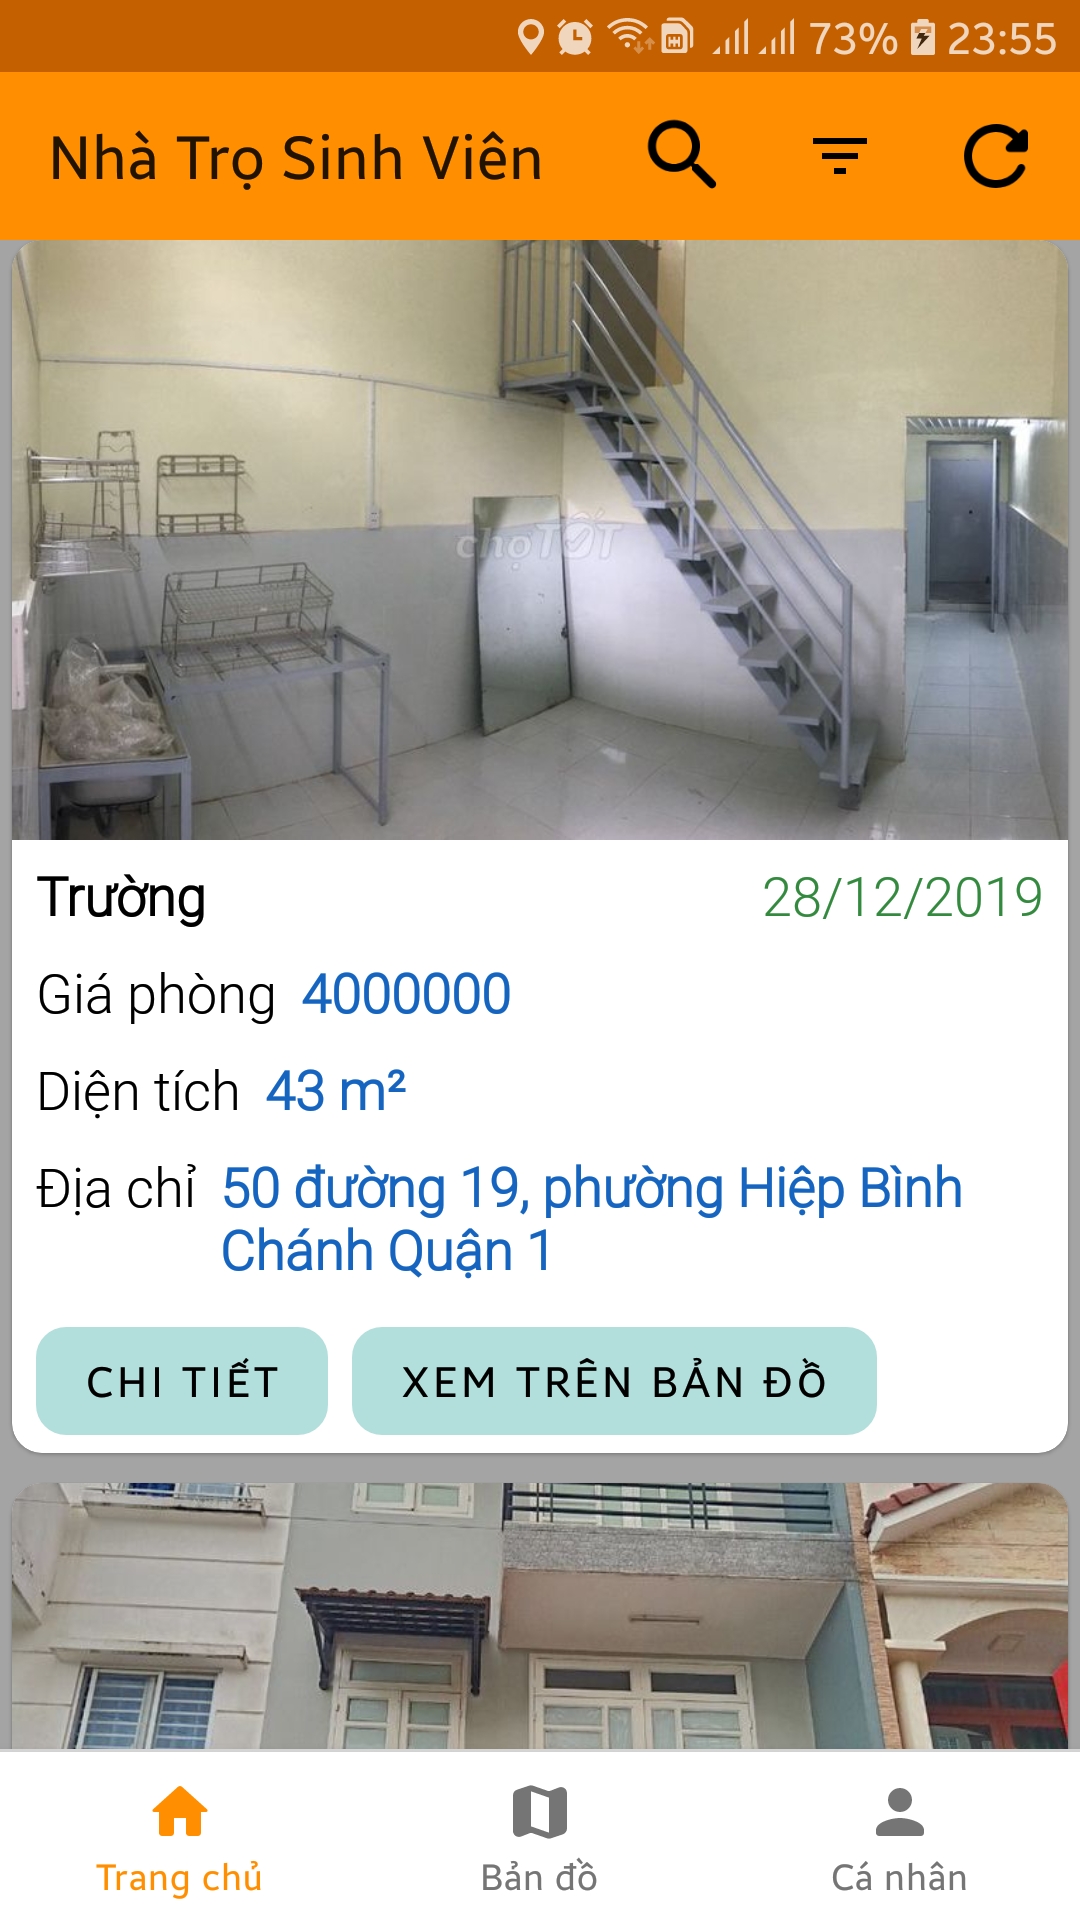 73% 23:55
Nhà Trọ Sinh Viên
chợTỐT
Trường 28/12/2019
Giá phòng 4000000
Diện tích 43 m²
Địa chỉ 50 đường 19, phường Hiệp Bình
Chánh Quận 1
CHI TIẾT XEM TRÊN BẢN ĐỒ
Trang chủ Bản đồ Cá nhân